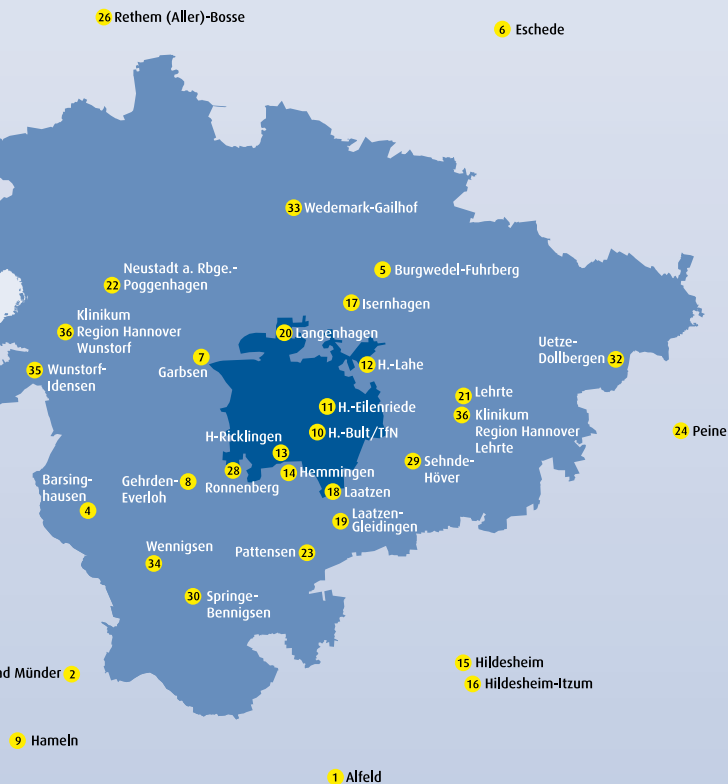 26 Rethem (Aller)-Bosse
6 Eschede
33 Wedemark-Gailhof
5 Burgwedel-Fuhrberg
Neustadt a. Rbge.-
22 Poggenhagen
17 Isernhagen
Klinikum
36 Region Hannover
Wunstorf
20 Langenhagen
7
Garbsen
12 H.-Lahe
Uetze-
Dollbergen 32
35 Wunstorf-
Idensen
21 Lehrte
36 Klinikum
Region Hannover
Lehrte
11 H.-Eilenriede
10 H.-Bult/TfN
24 Peine
H-Ricklingen
13
29 Sehnde-
Höver
28
Ronnenberg
14 Hemmingen
Gehrden-
Everloh 8
Barsing-
hausen
4
18 Laatzen
19 Laatzen-
Gleidingen
Wennigsen
34
Pattensen 23
30 Springe-
Bennigsen
15 Hildesheim
16 Hildesheim-Itzum
d Münder 2
9 Hameln
1 Alfeld